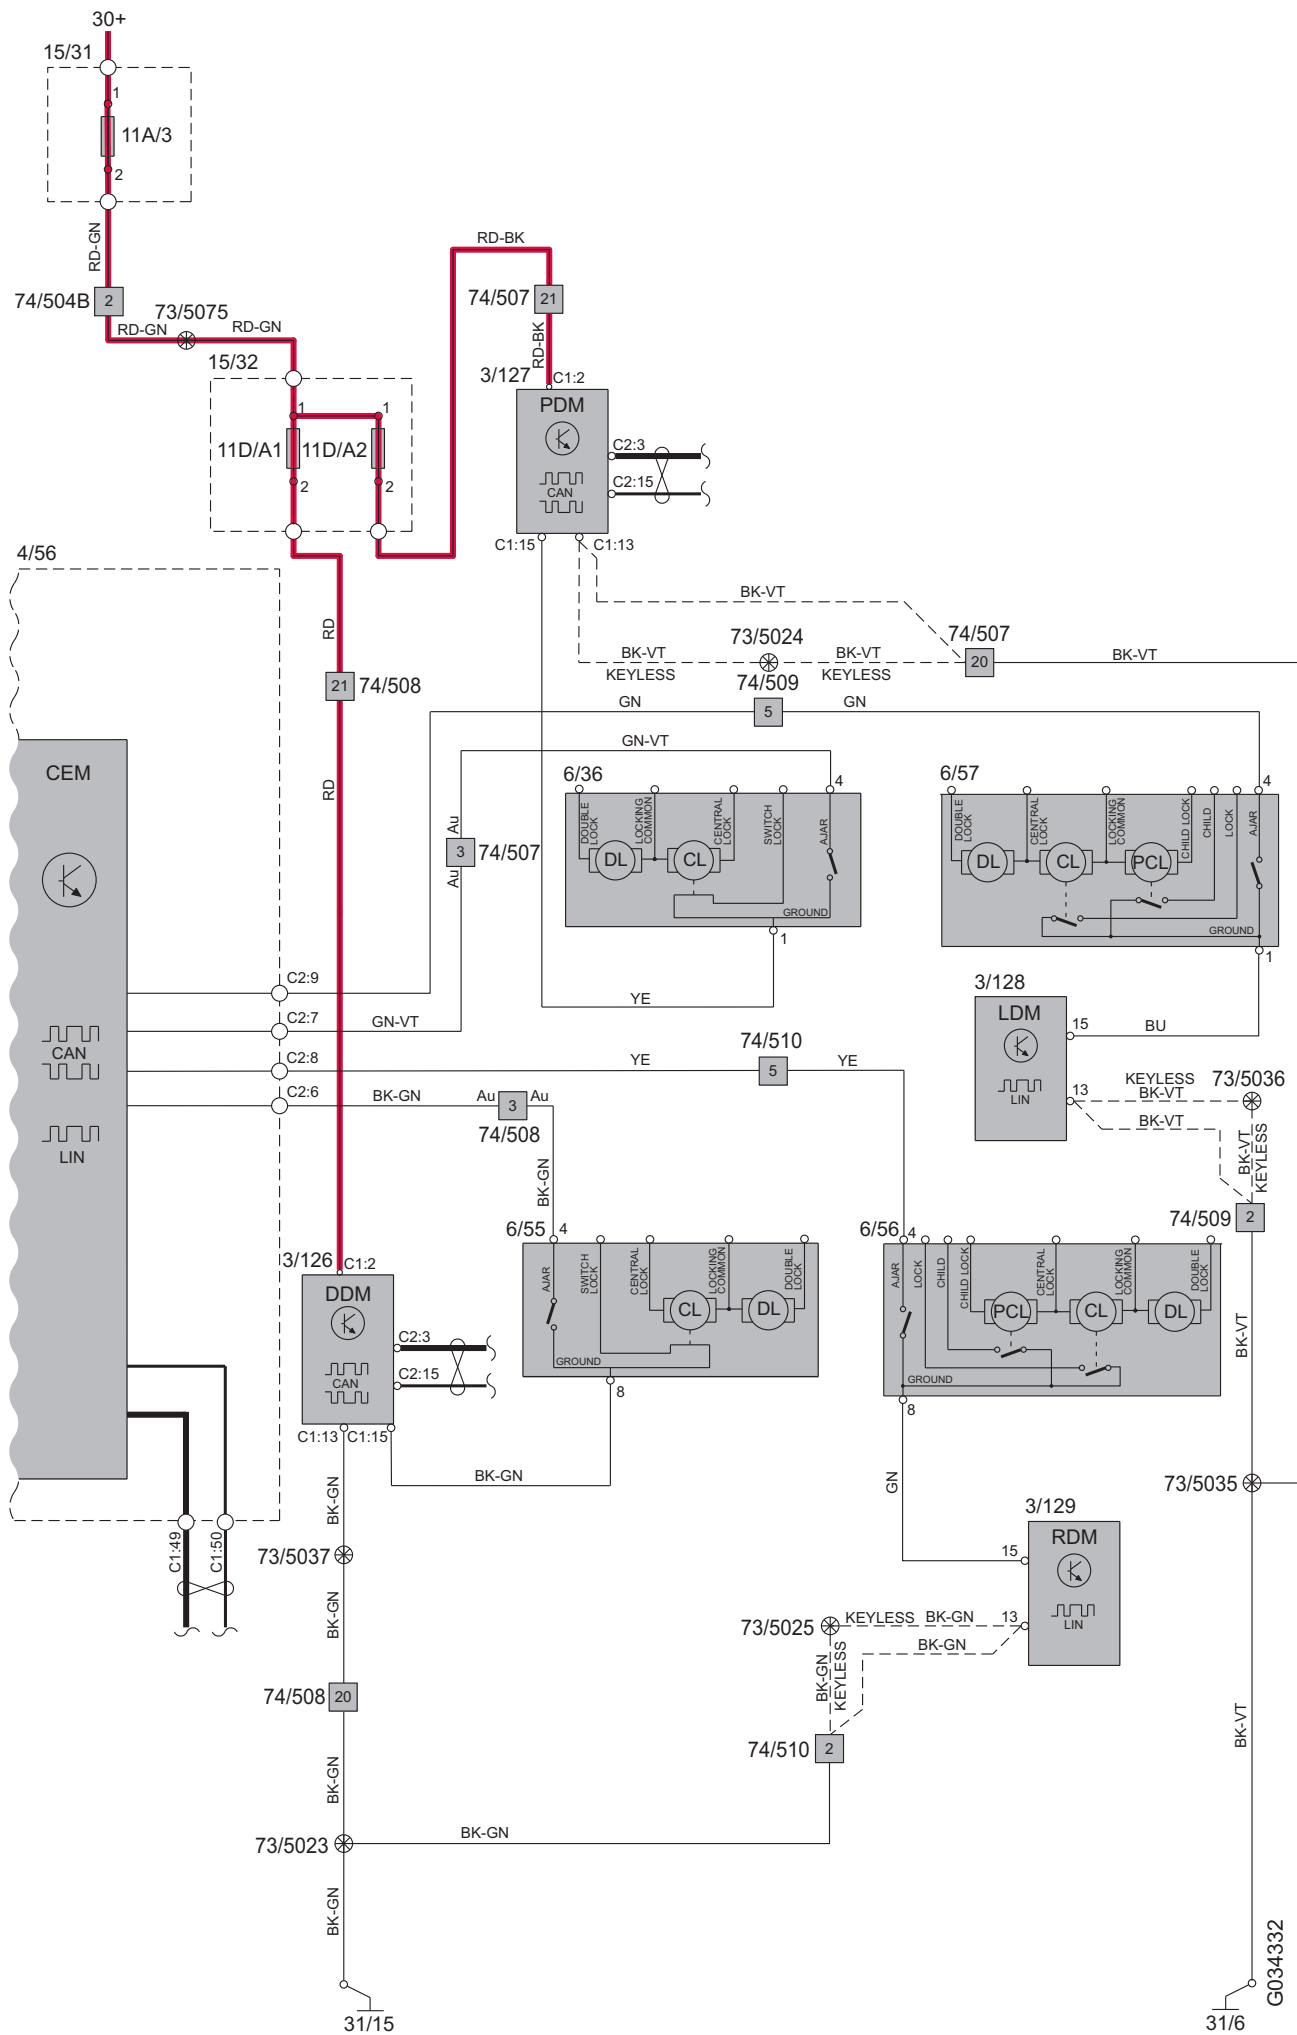 30+
15/31
1
11A/3
2
RD-GN
RD-BK
74/504B
2
73/5075
RD-GN
RD-GN
74/507
21
RD-BK
15/32
3/127
C1:2
PDM
1
1
11D/A1
11D/A2
2
2
C2:3
CAN
C2:15
C1:15
C1:13
4/56
BK-VT
RD
73/5024
74/507
BK-VT
BK-VT
20
BK-VT
KEYLESS
KEYLESS
21
74/508
74/509
GN
5
GN
GN-VT
CEM
RD
6/36
4
6/57
4
DOUBLE LOCK
LOCKING COMMON
CENTRAL LOCK
SWITCH LOCK
AJAR
DOUBLE LOCK
CENTRAL LOCK
LOCKING COMMON
CHILD LOCK
CHILD
LOCK
AJAR
Au
3
74/507
Au
DL
CL
DL
CL
PCL
GROUND
GROUND
1
1
C2:9
3/128
YE
LDM
C2:7
GN-VT
15
BU
CAN
74/510
C2:8
YE
5
YE
KEYLESS
73/5036
LIN
13
BK-VT
C2:6
BK-GN
Au
3
Au
BK-VT
74/508
BK-VT
KEYLESS
LIN
BK-GN
74/509
2
6/55
4
6/56
4
3/126
C1:2
AJAR
SWITCH LOCK
CENTRAL LOCK
LOCKING COMMON
DOUBLE LOCK
AJAR
LOCK
CHILD
CHILD LOCK
CENTRAL LOCK
LOCKING COMMON
DOUBLE LOCK
DDM
CL
DL
PCL
CL
DL
C2:3
BK-VT
GROUND
C2:15
CAN
GROUND
8
8
C1:13
C1:15
BK-GN
GN
73/5035
BK-GN
3/129
C1:49
C1:50
RDM
73/5037
15
BK-GN
73/5025
KEYLESS
BK-GN
13
LIN
BK-GN
BK-GN
KEYLESS
74/508
20
BK-VT
74/510
2
BK-GN
BK-GN
73/5023
BK-GN
G034332
31/15
31/6